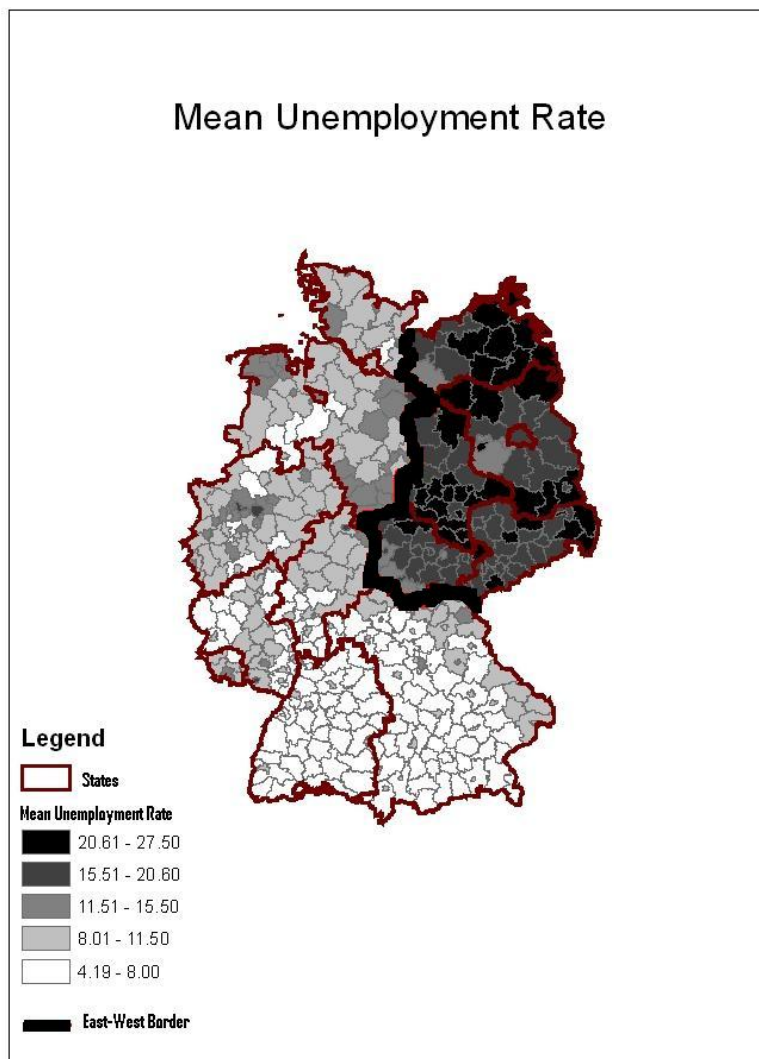 Mean Unemployment Rate
Legend
States
Mean Unemployment Rate
20.61 - 27.50
15.51 - 20.60
11.51 - 15.50
8.01 - 11.50
4.19 - 8.00
East-West Border